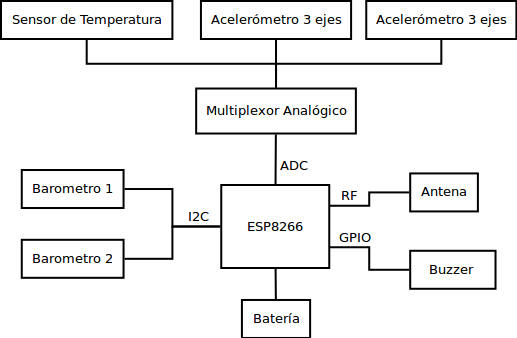 Sensor de Temperatura
Acelerómetro 3 ejes
Acelerómetro 3 ejes
Multiplexor Analógico
ADC
Barometro 1
RF
Antena
I2C
ESP8266
GPIO
Barometro 2
Buzzer
Batería